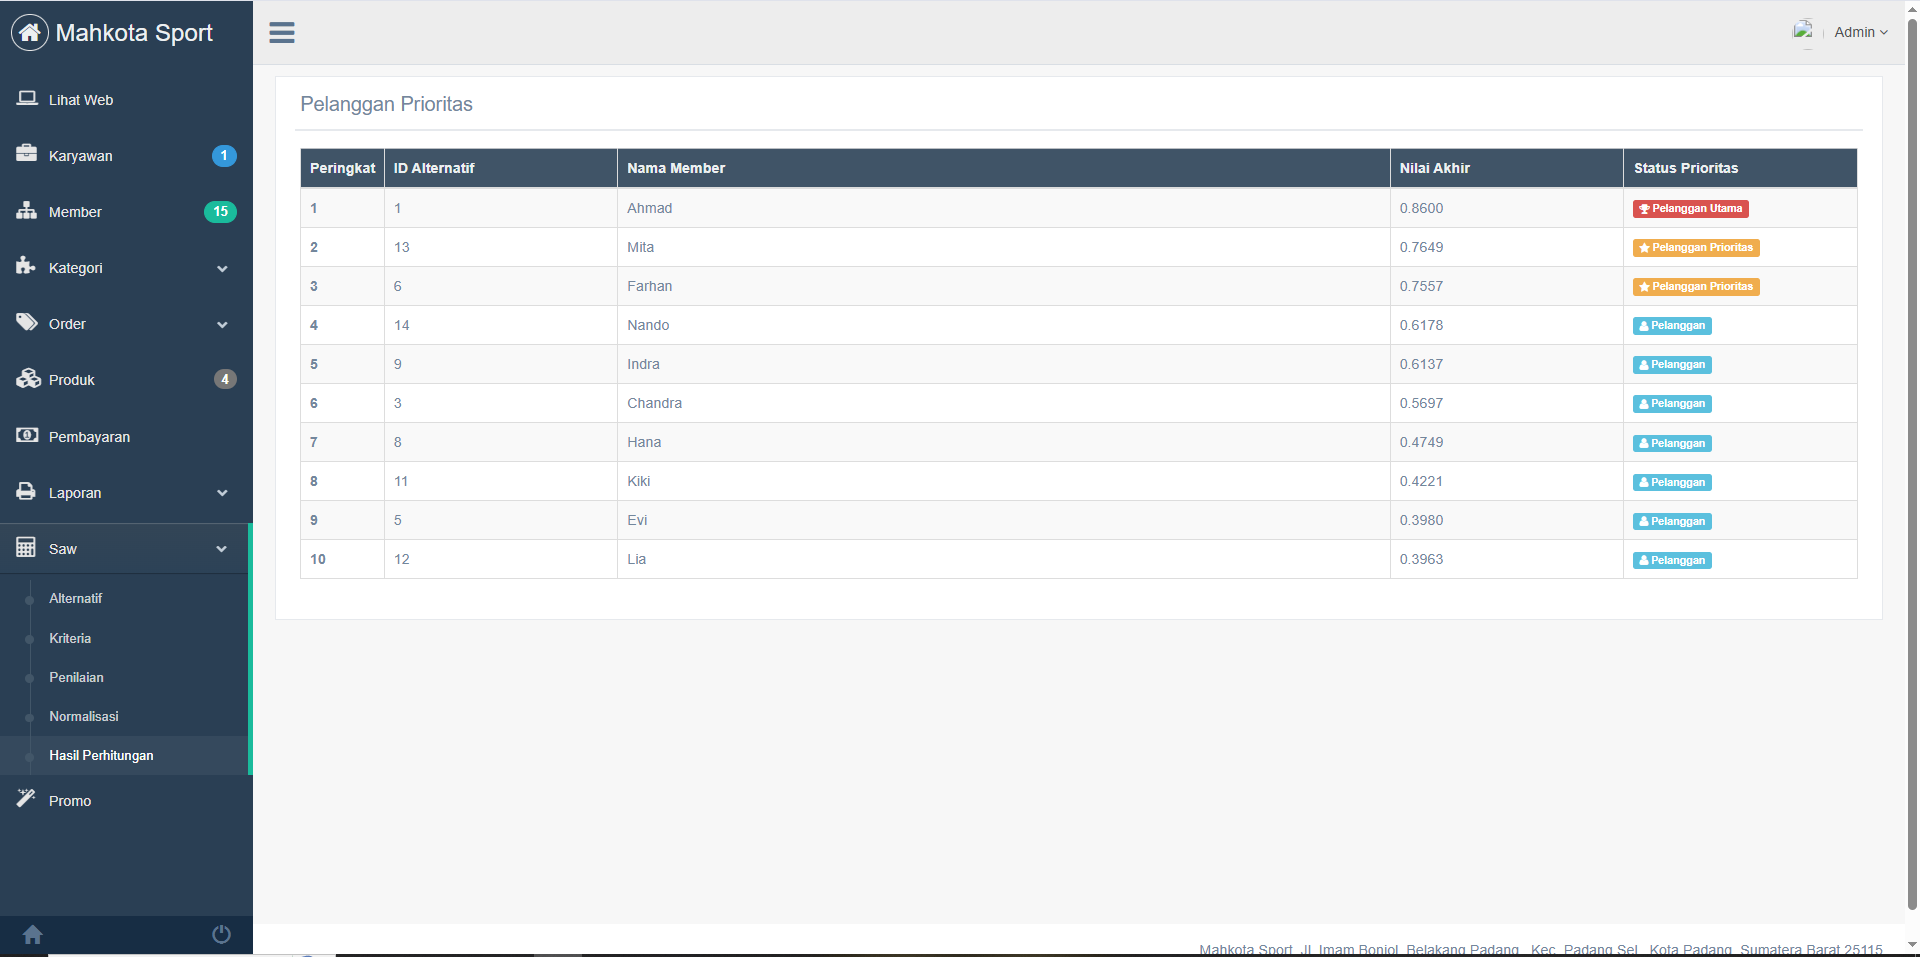 Mahkota Sport
Admin
Lihat Web
Karyawan 1
Member 15
Kategori
Order
Produk 4
Pembayaran
Laporan
Saw
Alternatif
Kriteria
Penilaian
Normalisasi
Hasil Perhitungan
Promo
Pelanggan Prioritas
Peringkat ID Alternatif Nama Member Nilai Akhir Status Prioritas
1 1 Ahmad 0.8600 Pelanggan Utama
2 13 Mita 0.7649 Pelanggan Prioritas
3 6 Farhan 0.7557 Pelanggan Prioritas
4 14 Nando 0.6178 Pelanggan
5 9 Indra 0.6137 Pelanggan
6 3 Chandra 0.5697 Pelanggan
7 8 Hana 0.4749 Pelanggan
8 11 Kiki 0.4221 Pelanggan
9 5 Evi 0.3980 Pelanggan
10 12 Lia 0.3963 Pelanggan
Mahkota Sport, Jl. Imam Bonjol, Belakang Padang, Kec. Padang Sel., Kota Padang, Sumatera Barat 25115